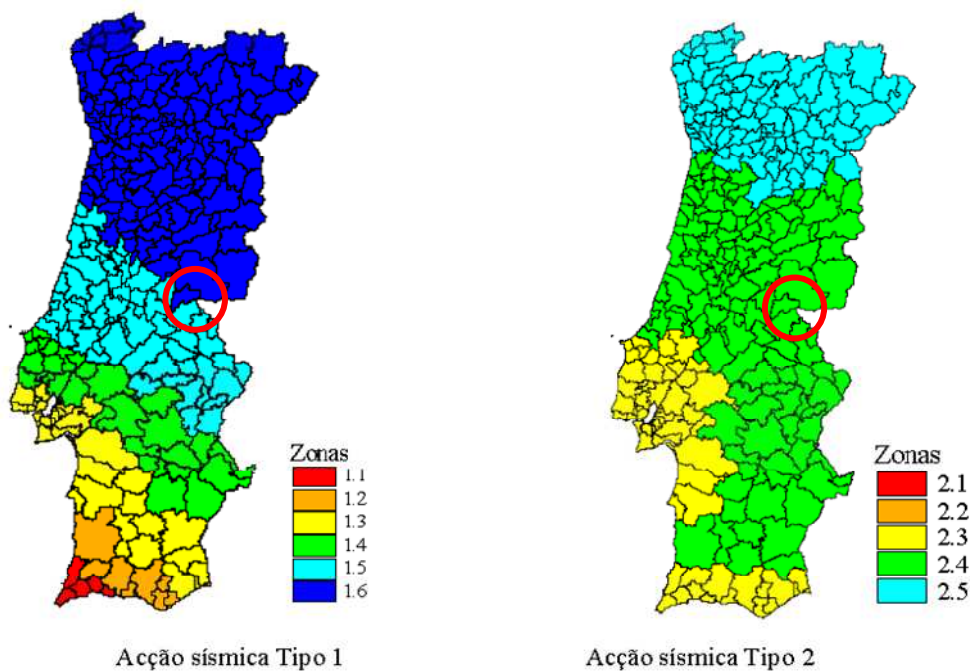 Zonas
1.1
1.2
1.3
1.4
1.5
1.6
Acção sísmica Tipo 1
Zonas
2.1
2.2
2.3
2.4
2.5
Acção sísmica Tipo 2